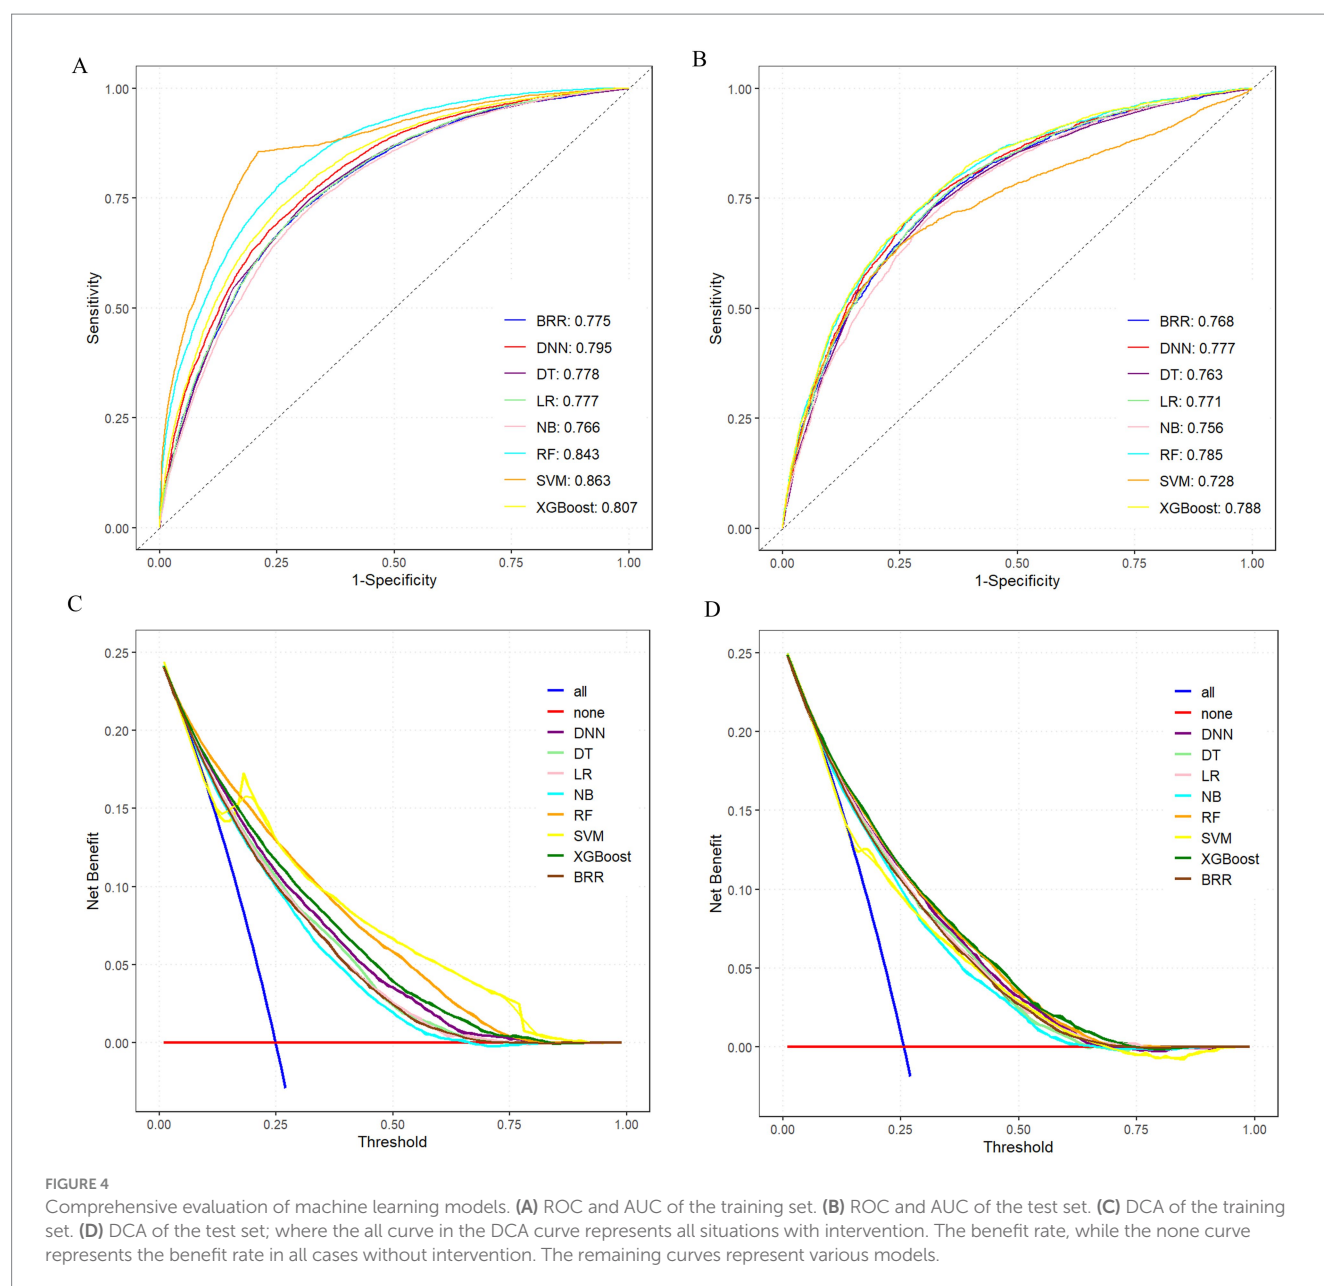 A
1.00
0.75
0.50
0.25
0.00
Sensitivity
BRR: 0.775
DNN: 0.795
DT: 0.778
LR: 0.777
NB: 0.766
RF: 0.843
SVM: 0.863
XGBoost: 0.807
0.00 0.25 0.50 0.75 1.00
1-Specificity
B
1.00
0.75
0.50
0.25
0.00
Sensitivity
BRR: 0.768
DNN: 0.777
DT: 0.763
LR: 0.771
NB: 0.756
RF: 0.785
SVM: 0.728
XGBoost: 0.788
0.00 0.25 0.50 0.75 1.00
1-Specificity
C
0.25
0.20
0.15
0.10
0.05
0.00
Net Benefit
all
none
DNN
DT
LR
NB
RF
SVM
XGBoost
BRR
0.00 0.25 0.50 0.75 1.00
Threshold
D
0.25
0.20
0.15
0.10
0.05
0.00
Net Benefit
all
none
DNN
DT
LR
NB
RF
SVM
XGBoost
BRR
0.00 0.25 0.50 0.75 1.00
Threshold
FIGURE 4
Comprehensive evaluation of machine learning models. (A) ROC and AUC of the training set. (B) ROC and AUC of the test set. (C) DCA of the training
set. (D) DCA of the test set; where the all curve in the DCA curve represents all situations with intervention. The benefit rate, while the none curve
represents the benefit rate in all cases without intervention. The remaining curves represent various models.